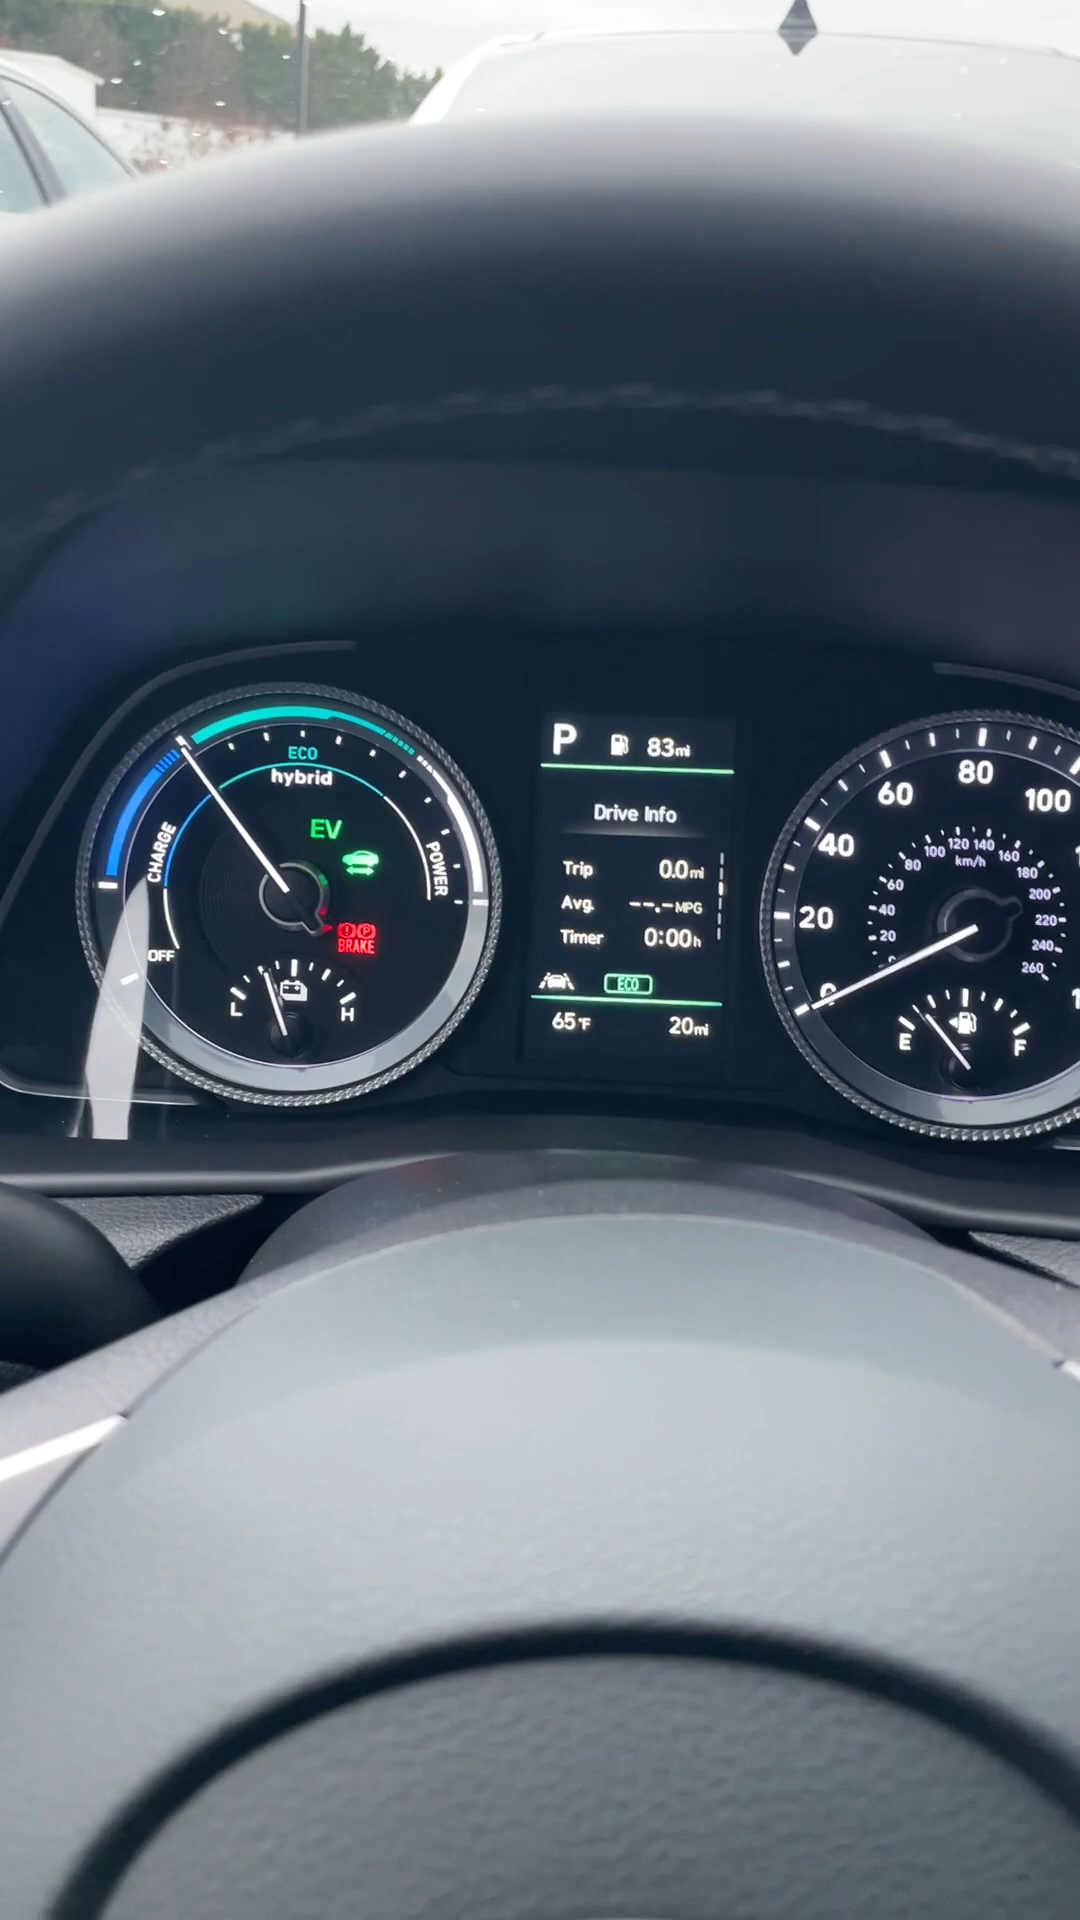 ECO
hybrid
EV
CHARGE
POWER
OFF
BRAKE
L
H
P
83mi
Drive Info
Trip 0.0mi
Avg. --.-MPG
Timer 0:00h
ECO
65°F 20mi
0
20
40
60
80
100
20
40
60
80
100
120
140
160
180
200
220
240
260
km/h
E
F